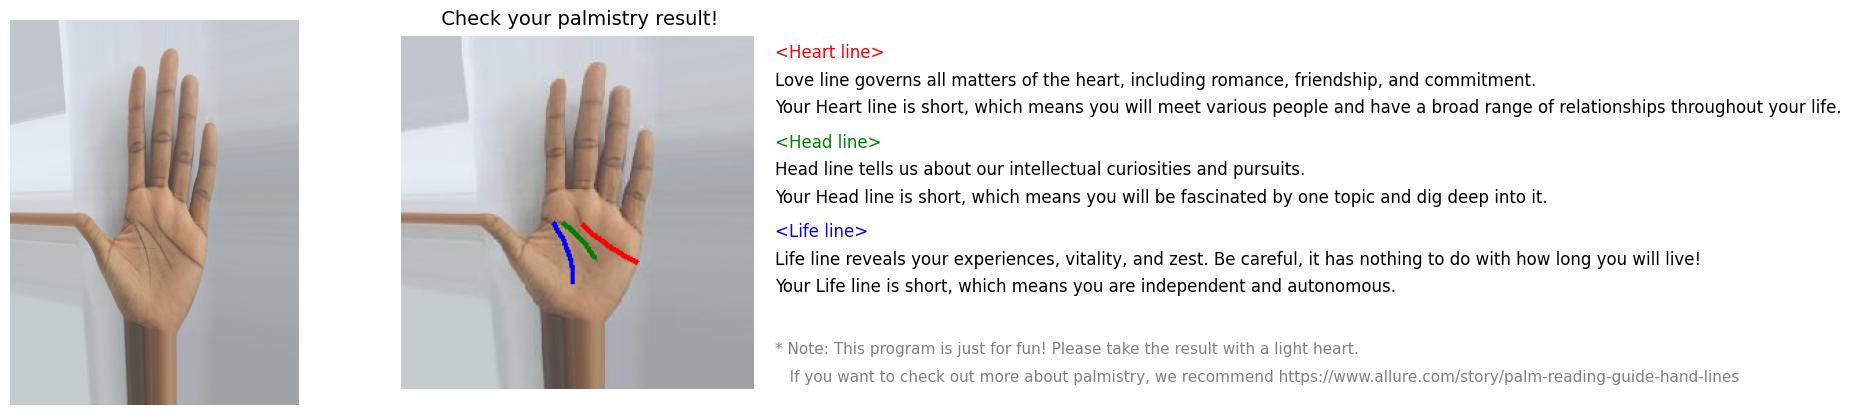 Check your palmistry result!
<Heart line>
Love line governs all matters of the heart, including romance, friendship, and commitment.
Your Heart line is short, which means you will meet various people and have a broad range of relationships throughout your life.
<Head line>
Head line tells us about our intellectual curiosities and pursuits.
Your Head line is short, which means you will be fascinated by one topic and dig deep into it.
<Life line>
Life line reveals your experiences, vitality, and zest. Be careful, it has nothing to do with how long you will live!
Your Life line is short, which means you are independent and autonomous.
* Note: This program is just for fun! Please take the result with a light heart.
If you want to check out more about palmistry, we recommend https://www.allure.com/story/palm-reading-guide-hand-lines